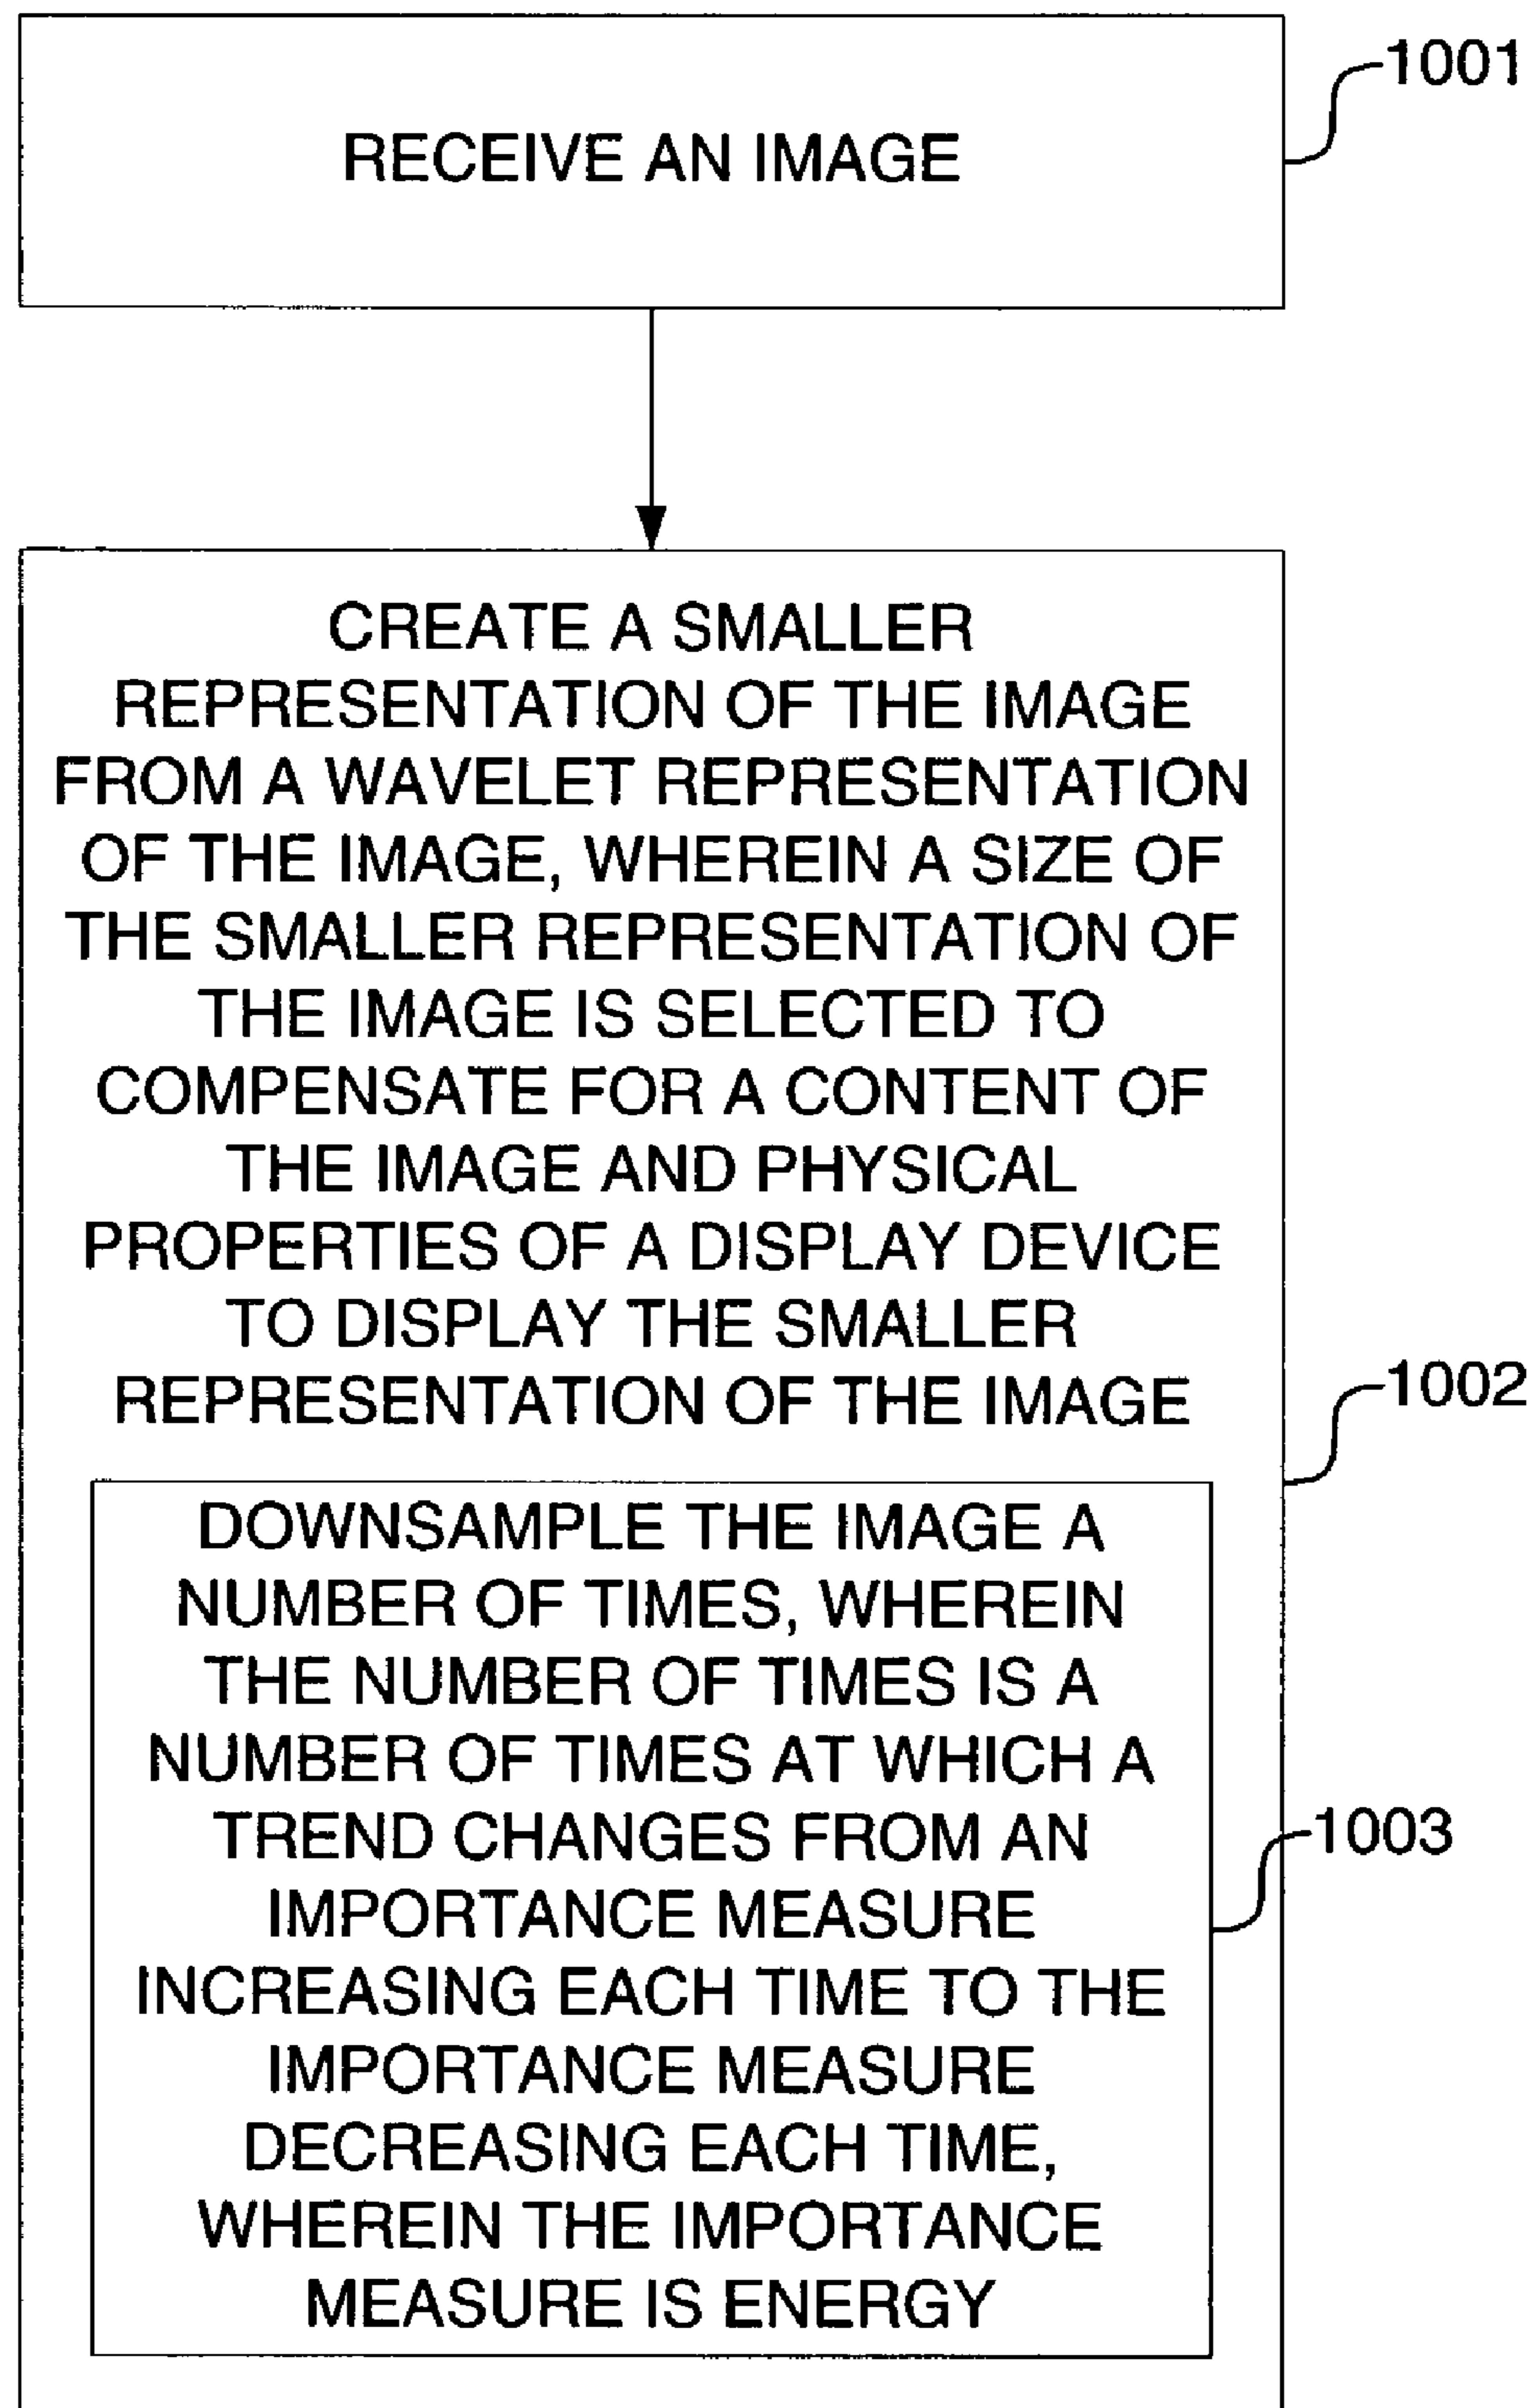 RECEIVE AN IMAGE
1001
CREATE A SMALLER
REPRESENTATION OF THE IMAGE
FROM A WAVELET REPRESENTATION
OF THE IMAGE, WHEREIN A SIZE OF
THE SMALLER REPRESENTATION OF
THE IMAGE IS SELECTED TO
COMPENSATE FOR A CONTENT OF
THE IMAGE AND PHYSICAL
PROPERTIES OF A DISPLAY DEVICE
TO DISPLAY THE SMALLER
REPRESENTATION OF THE IMAGE
1002
DOWNSAMPLE THE IMAGE A
NUMBER OF TIMES, WHEREIN
THE NUMBER OF TIMES IS A
NUMBER OF TIMES AT WHICH A
TREND CHANGES FROM AN
IMPORTANCE MEASURE
INCREASING EACH TIME TO THE
IMPORTANCE MEASURE
DECREASING EACH TIME,
WHEREIN THE IMPORTANCE
MEASURE IS ENERGY
1003